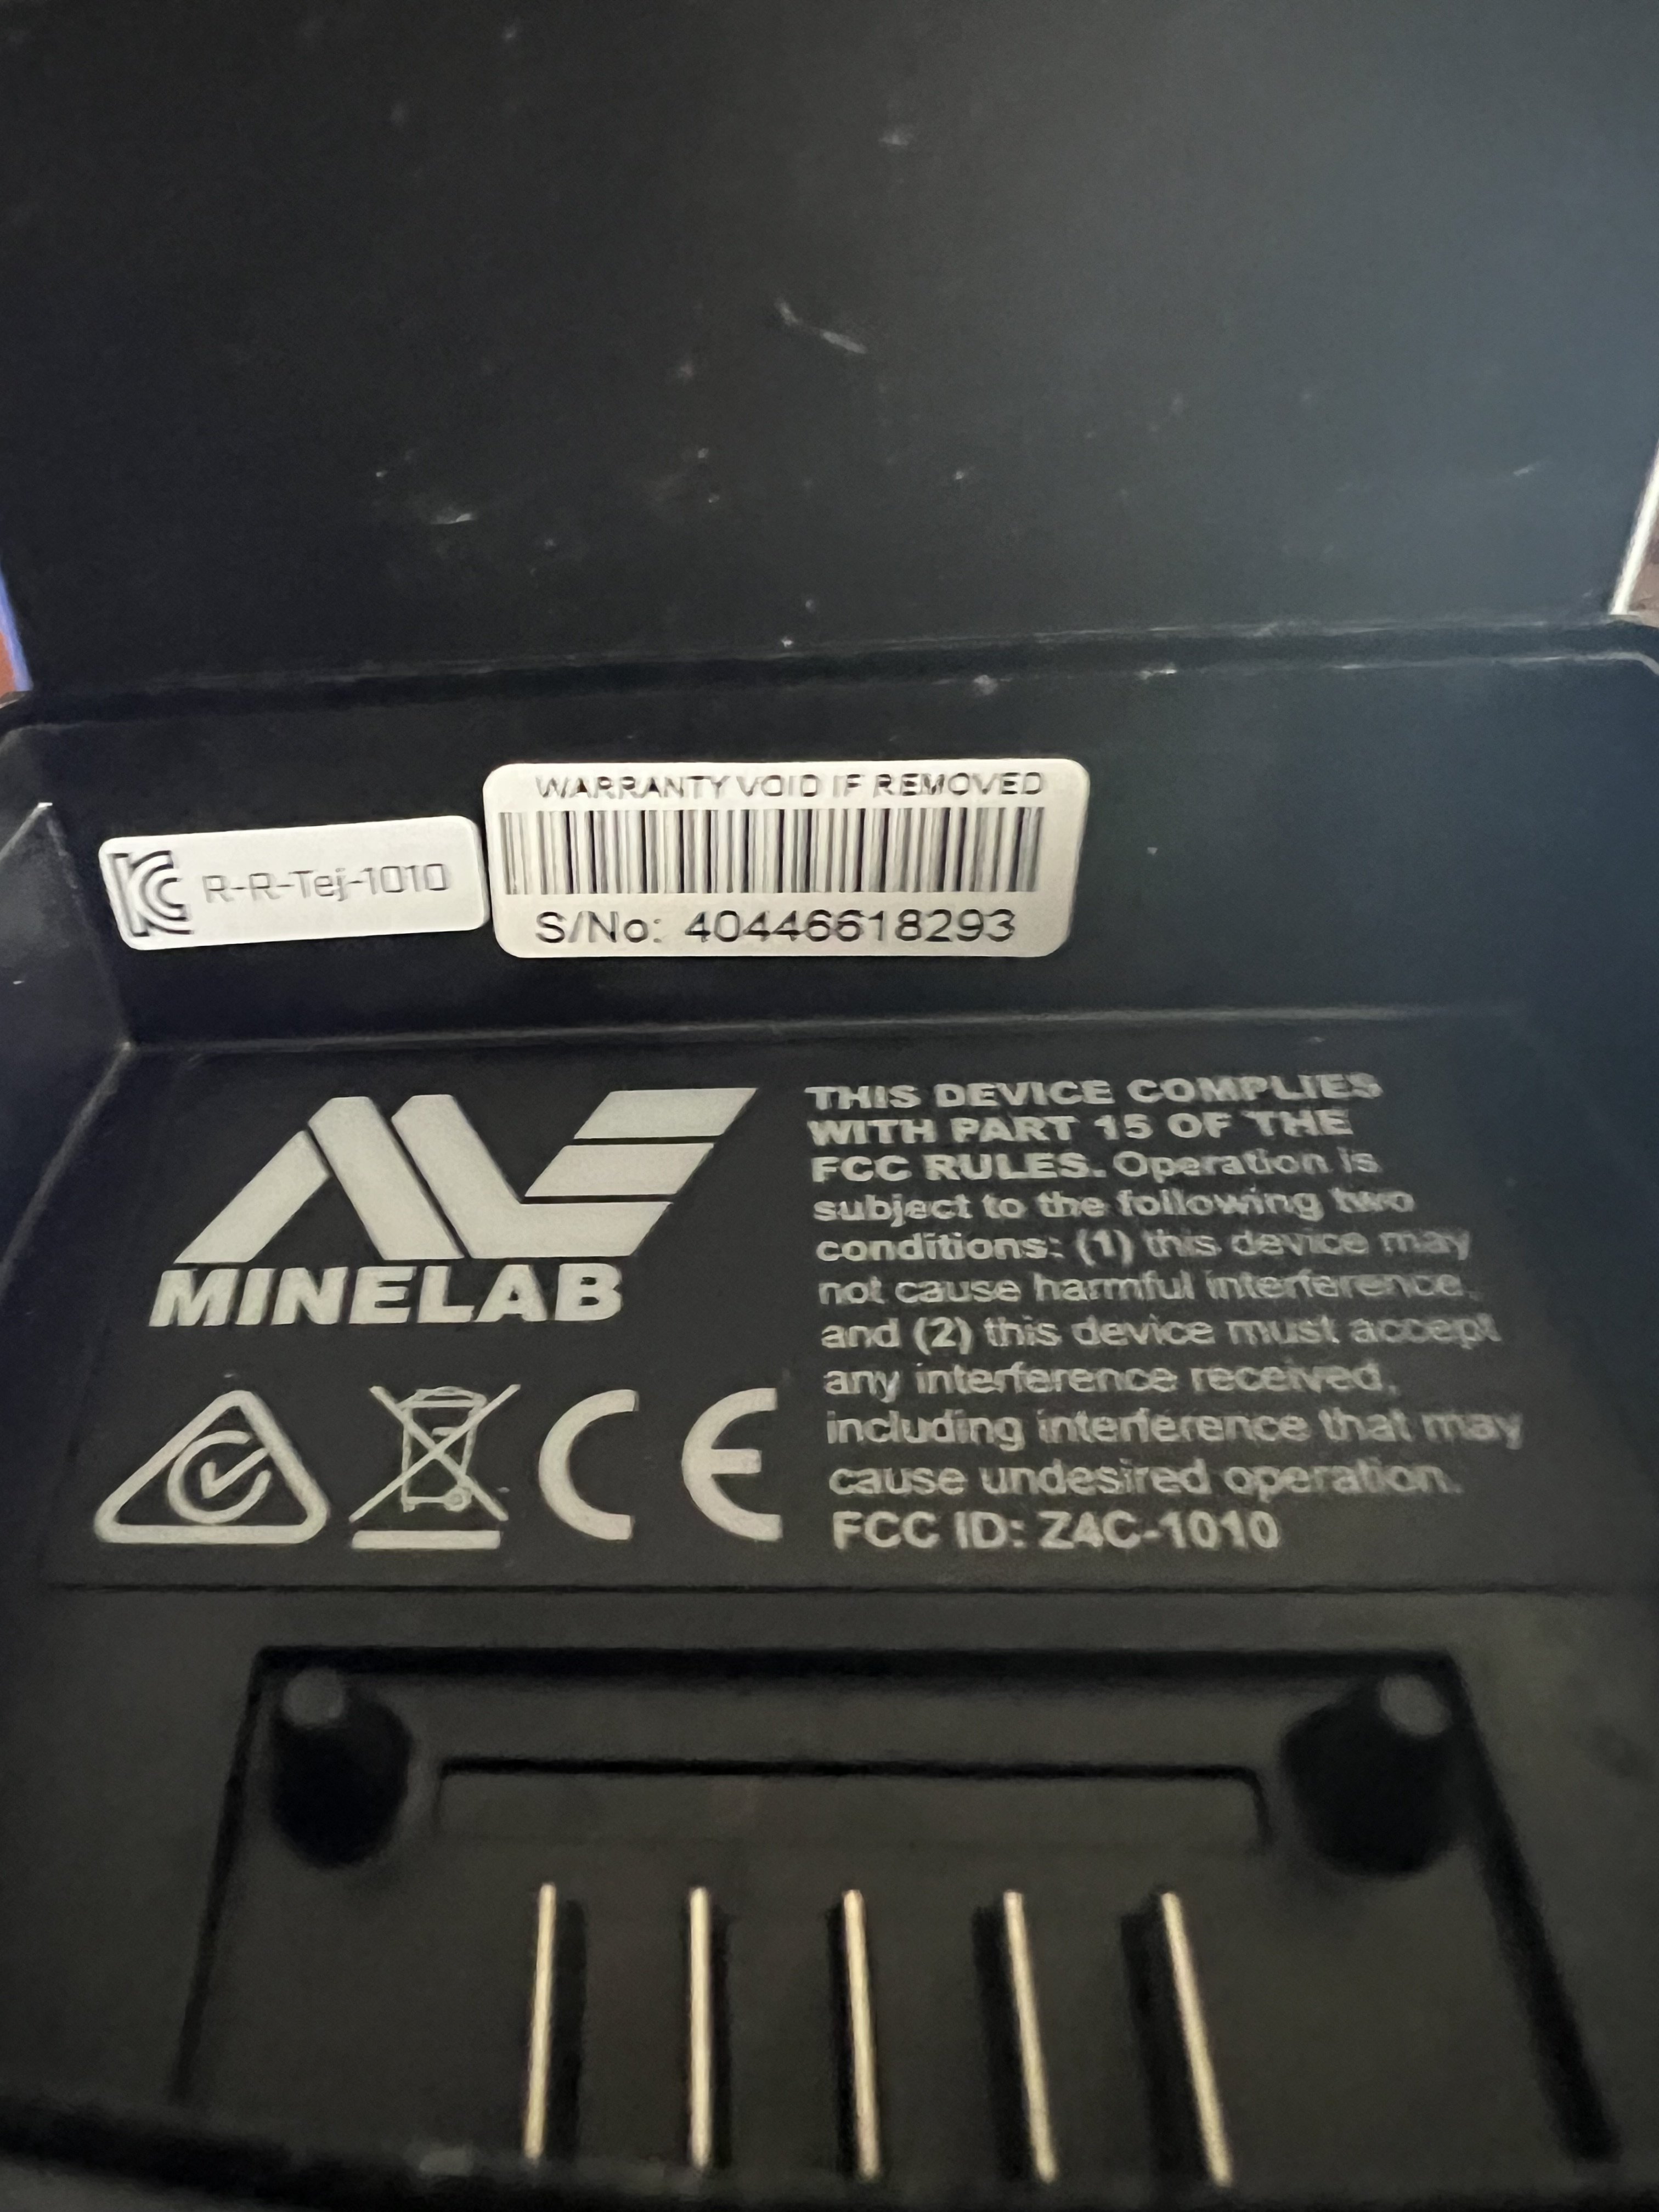 WARRANTY VOID IF REMOVED
R-R-Tej-1010
S/No: 40446618293
MINELAB
THIS DEVICE COMPLIES
WITH PART 15 OF THE
FCC RULES. Operation is
subject to the following two
conditions: (1) this device may
not cause harmful interference,
and (2) this device must accept
any interference received,
including interference that may
cause undesired operation.
FCC ID: Z4C-1010
CE